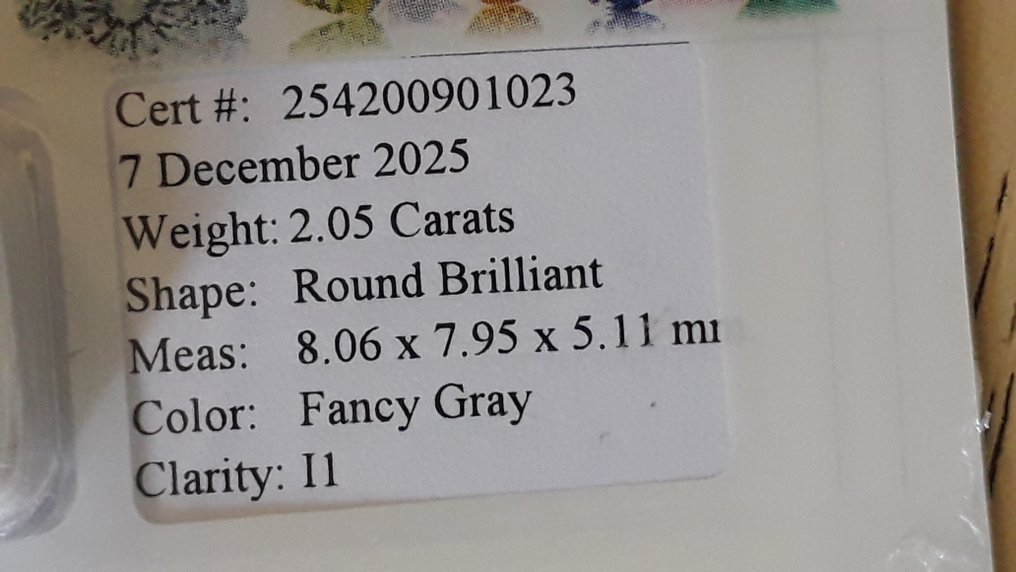 Cert #: 254200901023
7 December 2025
Weight: 2.05 Carats
Shape: Round Brilliant
Meas: 8.06 x 7.95 x 5.11 m
Color: Fancy Gray
Clarity: I1